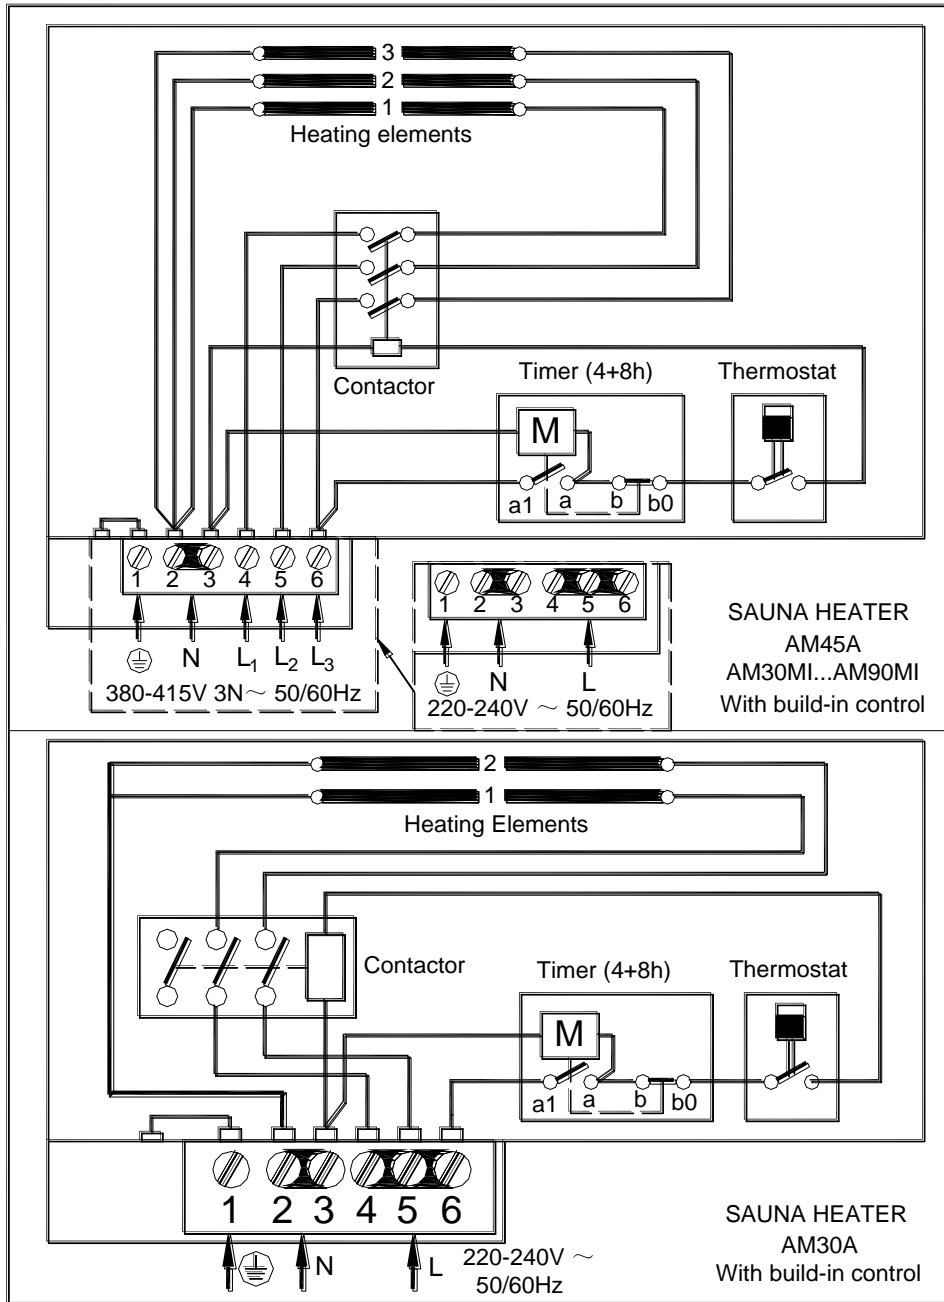 3
2
1
Heating elements
Contactor
Timer (4+8h)
Thermostat
M
a1 a b b0
1 2 3 4 5 6
N L1 L2 L3
380-415V 3N～ 50/60Hz
1 2 3 4 5 6
N L
220-240V ～ 50/60Hz
SAUNA HEATER
AM45A
AM30MI...AM90MI
With build-in control
2
1
Heating Elements
Contactor
Timer (4+8h)
Thermostat
M
a1 a b b0
1 2 3 4 5 6
N L
220-240V ～
50/60Hz
SAUNA HEATER
AM30A
With build-in control